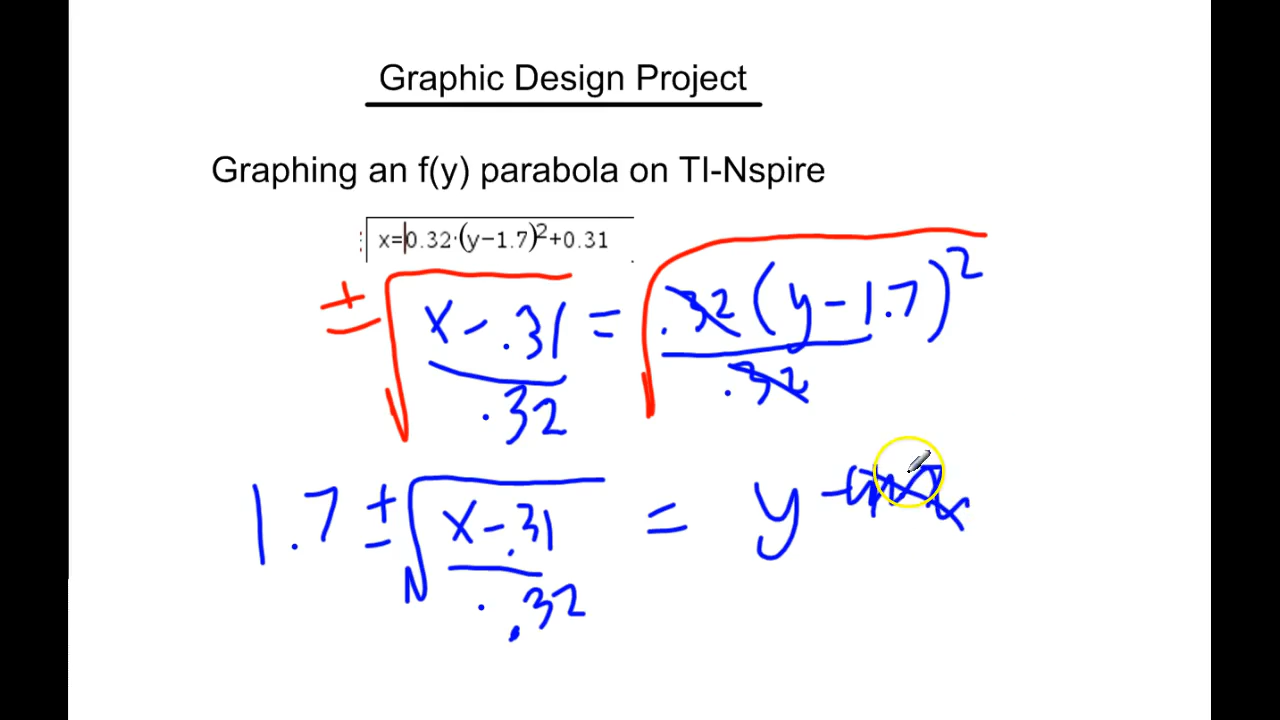 Graphic Design Project
Graphing an f(y) parabola on TI-Nspire
x=0.32·(y−1.7)²+0.31
± √((x − .31)/.32) = √(.32(y − 1.7)²/.32)
1.7 ± √((x − .31)/.32) = y −